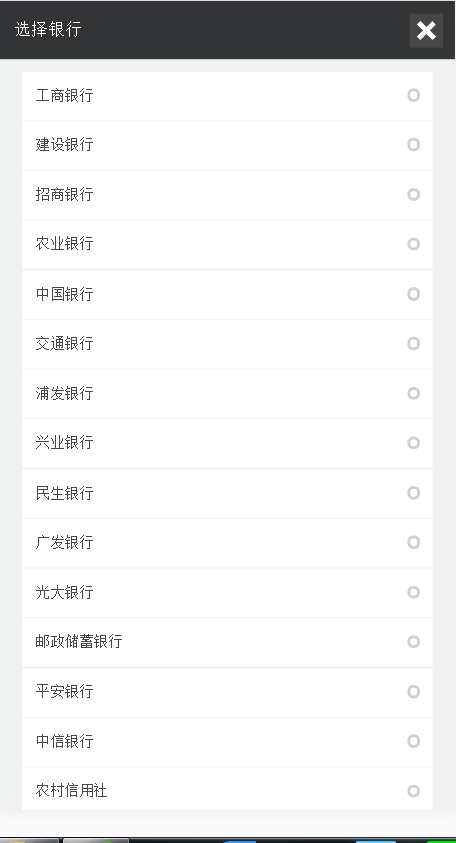 选择银行
工商银行
建设银行
招商银行
农业银行
中国银行
交通银行
浦发银行
兴业银行
民生银行
广发银行
光大银行
邮政储蓄银行
平安银行
中信银行
农村信用社